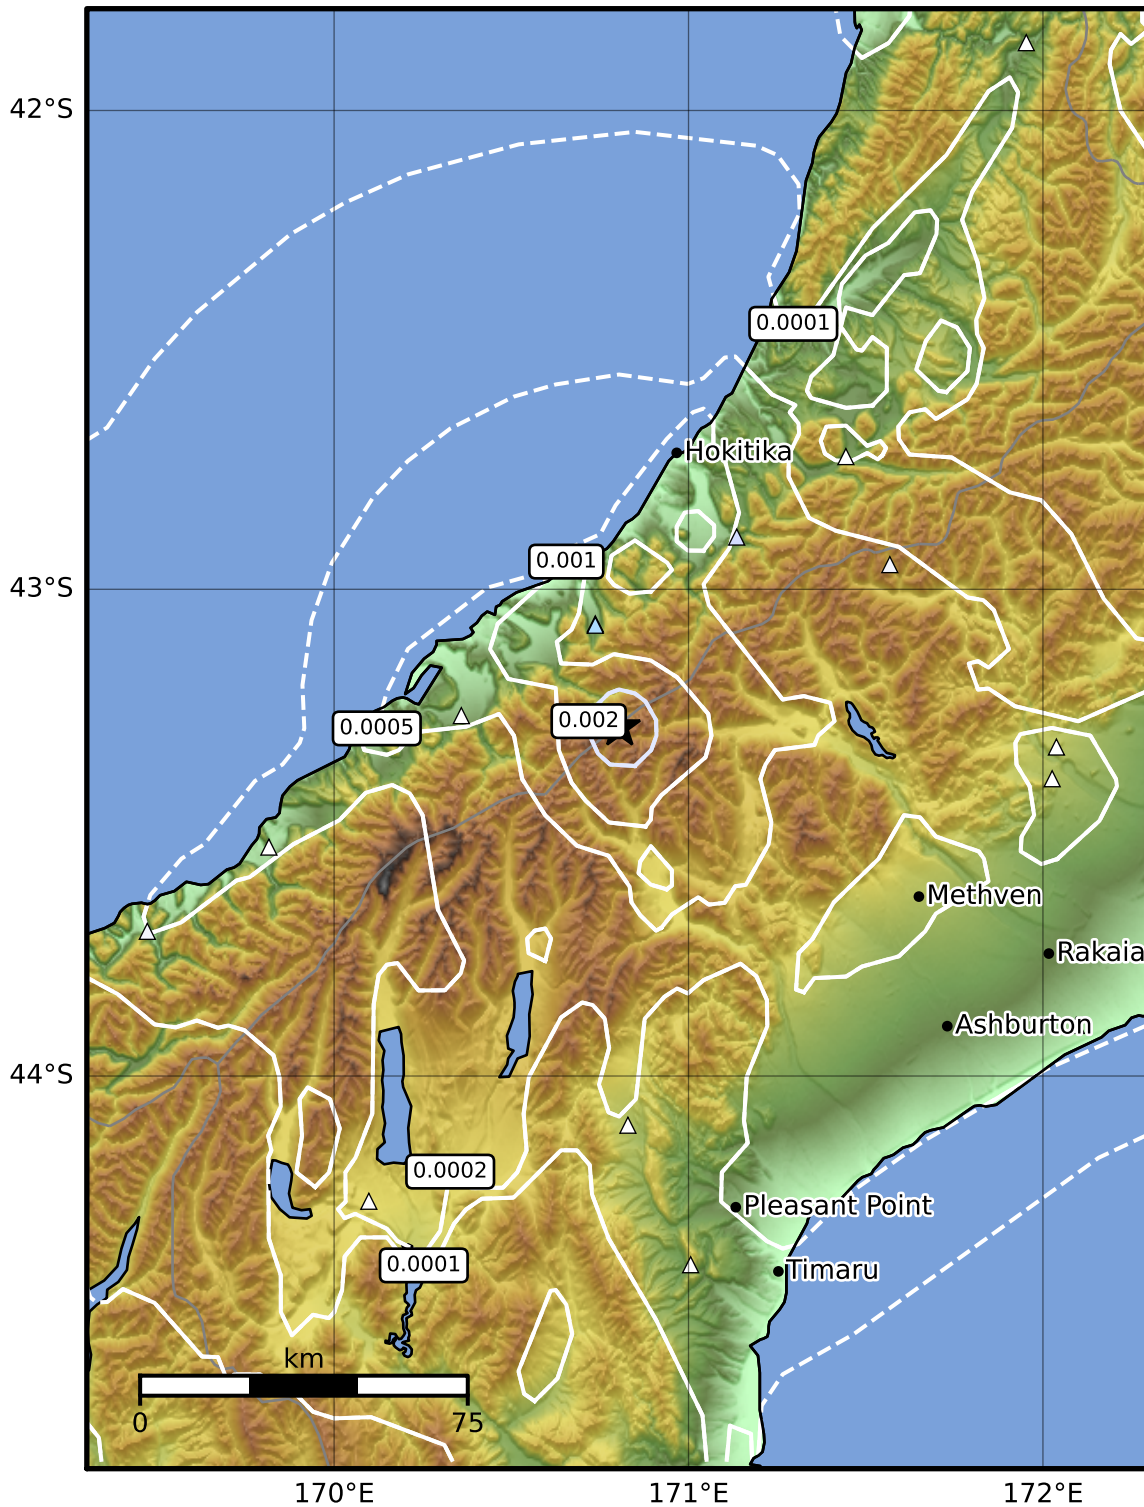 42°S
0.0001
Hokitika
0.001
43°S
0.002
0.0005
Methven
Rakaia
Ashburton
44°S
0.0002
Pleasant Point
0.0001
Timaru
km
0 75
170°E 171°E 172°E